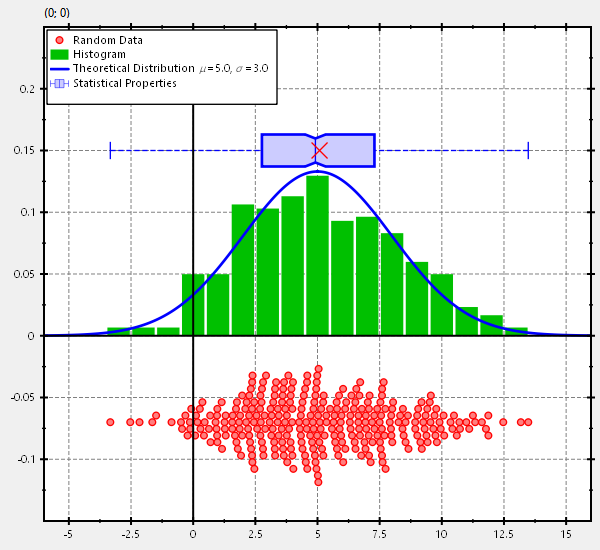 (0; 0)
Random Data
Histogram
Theoretical Distribution μ=5.0, σ=3.0
Statistical Properties
0.2
0.15
0.1
0.05
0
-0.05
-0.1
-5 -2.5 0 2.5 5 7.5 10 12.5 15